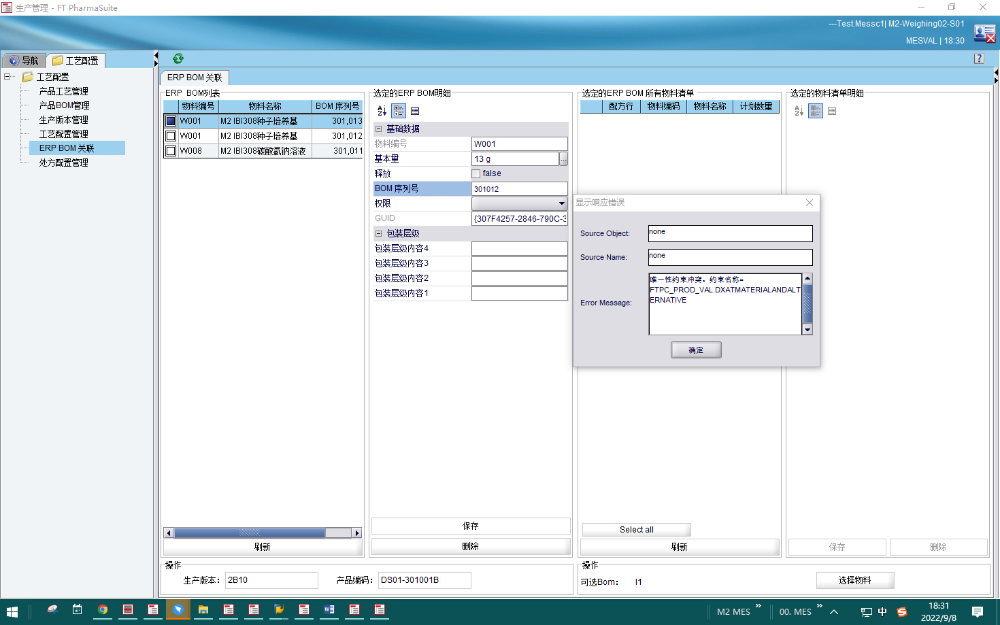 生产管理 - FT PharmaSuite
---Test.Messc1| M2-Weighing02-S01
MESVAL | 18:30
导航
工艺配置
工艺配置
产品工艺管理
产品BOM管理
生产版本管理
工艺配置管理
ERP BOM 关联
处方配置管理
ERP BOM 关联
ERP BOM列表
物料编号 物料名称 BOM 序列号
W001 M2 IBI308种子培养基 301,013
W001 M2 IBI308种子培养基 301,012
W008 M2 IBI308碳酸氢钠溶液 301,011
刷新
选定的ERP BOM明细
基础数据
物料编号 W001
基本量 13 g ...
释放 false
BOM 序列号 301012
权限
GUID {307F4257-2846-790C-3
包装层级
包装层级内容4
包装层级内容3
包装层级内容2
包装层级内容1
保存
删除
选定的ERP BOM 所有物料清单
配方行 物料编码 物料名称 计划数量
Select all
刷新
选定的物料清单明细
保存 删除
显示响应错误
Source Object: none
Source Name: none
Error Message:
唯一性约束冲突。约束名称=
FTPC_PROD_VAL.DXATMATERIALANDALT
ERNATIVE
确定
操作
生产版本: 2B10 产品编码: DS01-301001B
操作
可选Bom: I1 选择物料
M2 MES
00. MES
中
18:31
2022/9/8